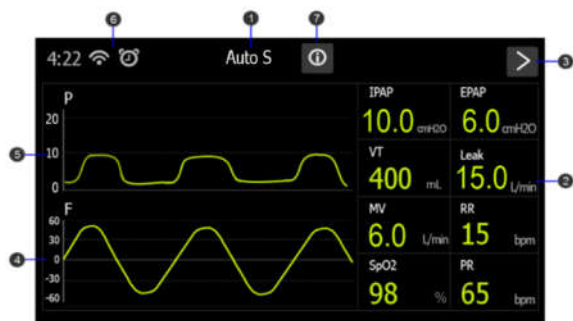 6
1
7
4:22
Auto S
3
P
20
10
0
5
IPAP
10.0 cmH2O
EPAP
6.0 cmH2O
VT
400 mL
Leak
15.0 L/min
2
F
60
30
0
-30
-60
4
MV
6.0 L/min
RR
15 bpm
SpO2
98 %
PR
65 bpm